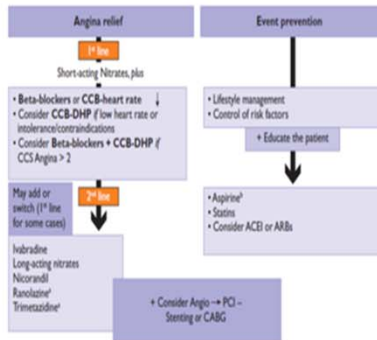 Angina relief
1st line
Short-acting Nitrates, plus
• Beta-blockers or CCB-heart rate ↓
• Consider CCB-DHP if low heart rate or
intolerance/contraindications
• Consider Beta-blockers + CCB-DHP if
CCS Angina > 2
May add or
switch (1st line
for some cases)
2nd line
Ivabradine
Long-acting nitrates
Nicorandil
Ranolazineª
Trimetazidineª
Event prevention
• Lifestyle management
• Control of risk factors
+ Educate the patient
• Aspirineᵇ
• Statins
• Consider ACEI or ARBs
+ Consider Angio → PCI –
Stenting or CABG